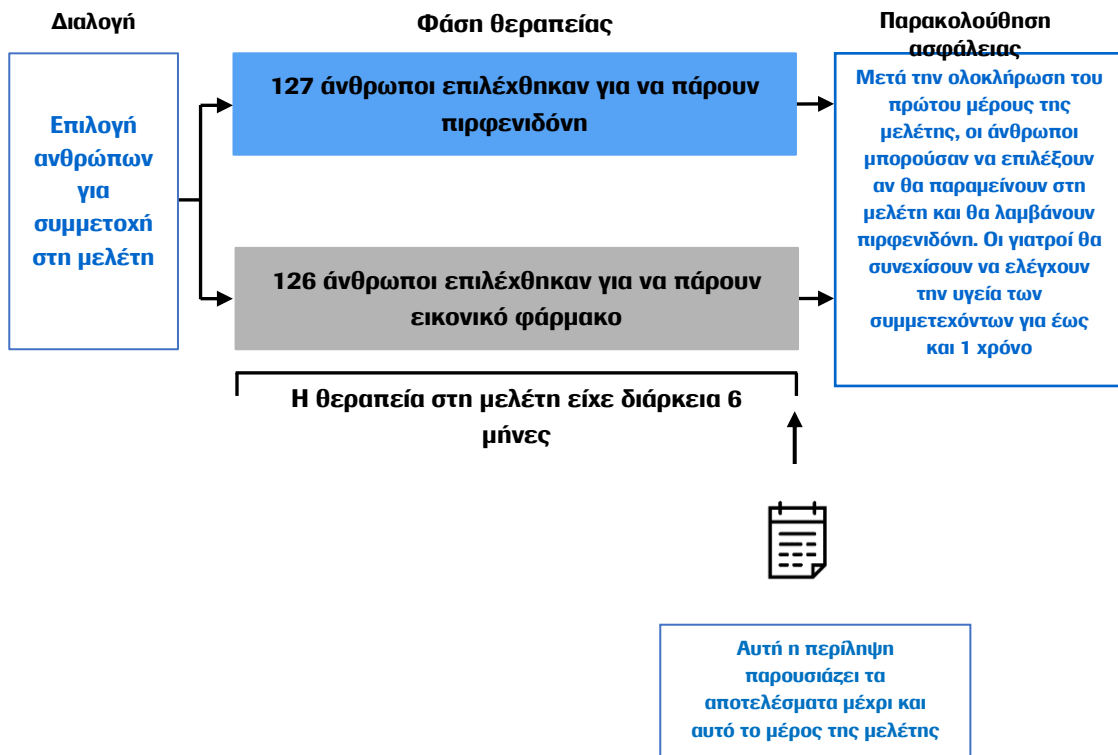 Διαλογή
Φάση θεραπείας
Παρακολούθηση
ασφάλειας
Επιλογή
ανθρώπων
για
συμμετοχή
στη μελέτη
127 άνθρωποι επιλέχθηκαν για να πάρουν
πιρφενιδόνη
126 άνθρωποι επιλέχθηκαν για να πάρουν
εικονικό φάρμακο
Μετά την ολοκλήρωση του
πρώτου μέρους της
μελέτης, οι άνθρωποι
μπορούσαν να επιλέξουν
αν θα παραμείνουν στη
μελέτη και θα λαμβάνουν
πιρφενιδόνη. Οι γιατροί θα
συνεχίσουν να ελέγχουν
την υγεία των
συμμετεχόντων για έως
και 1 χρόνο
Η θεραπεία στη μελέτη είχε διάρκεια 6
μήνες
Αυτή η περίληψη
παρουσιάζει τα
αποτελέσματα μέχρι και
αυτό το μέρος της μελέτης